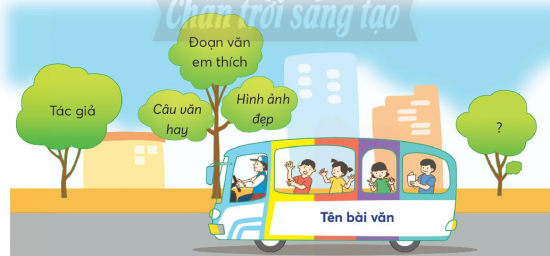 Chân trời sáng tạo
Đoạn văn
em thích
Tác giả
Câu văn
hay
Hình ảnh
đẹp
?
Tên bài văn